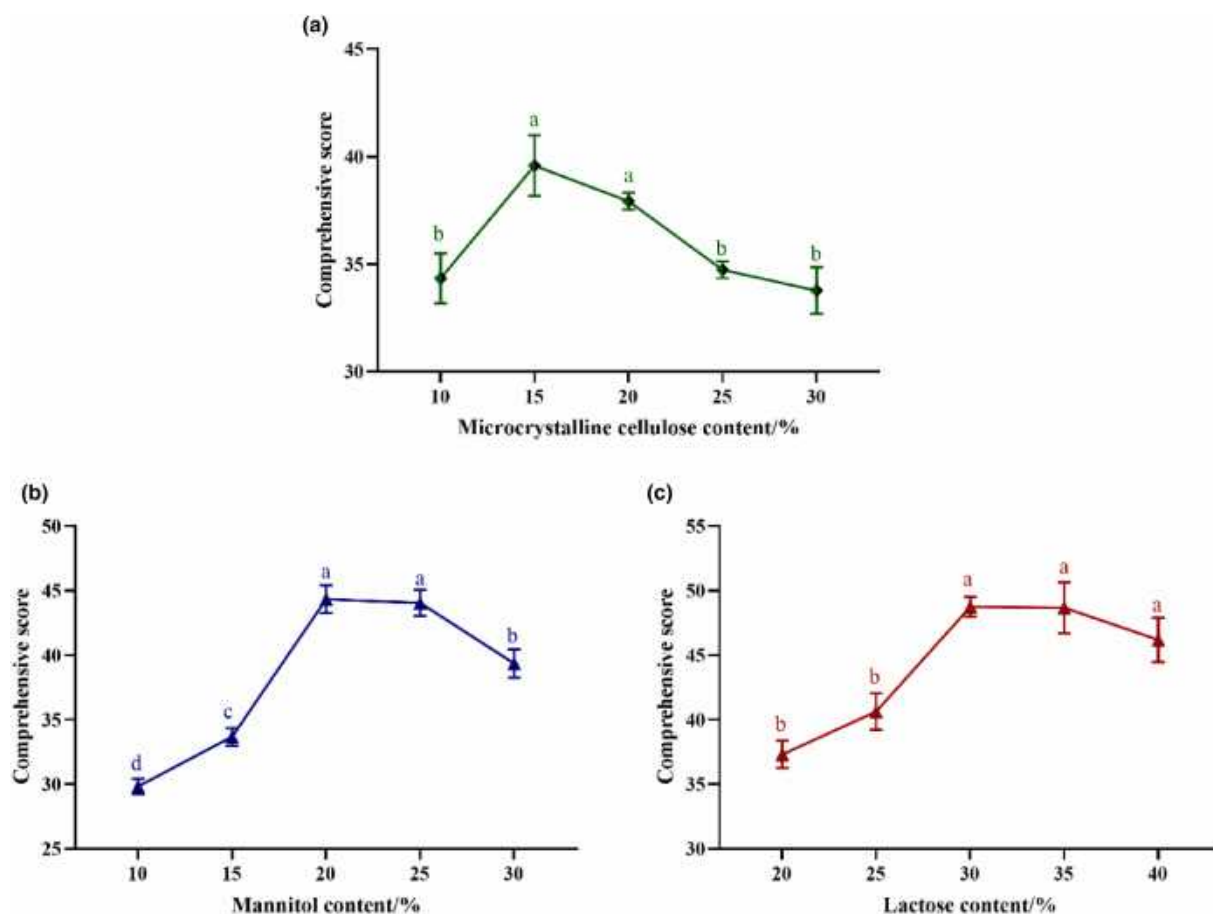 (a)
45
40
35
30
Comprehensive score
b
a
a
b
b
10 15 20 25 30
Microcrystalline cellulose content/%
(b)
50
45
40
35
30
25
Comprehensive score
d
c
a
a
b
10 15 20 25 30
Mannitol content/%
(c)
55
50
45
40
35
30
Comprehensive score
b
b
a
a
a
20 25 30 35 40
Lactose content/%